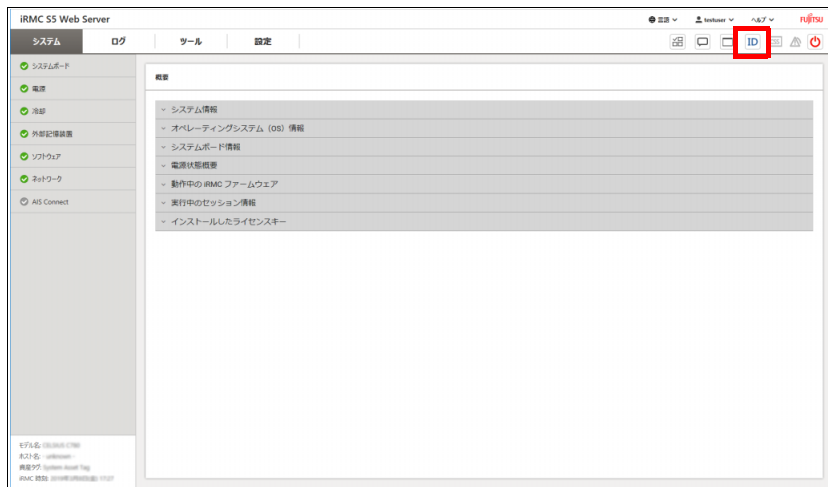 iRMC S5 Web Server
言語 testuser ヘルプ FUJITSU
システム ログ ツール 設定 ID
システムボード
電源
冷却
外部記憶装置
ソフトウェア
ネットワーク
AIS Connect
概要
システム情報
オペレーティングシステム (OS) 情報
システムボード情報
電源状態概要
動作中の iRMC ファームウェア
実行中のセッション情報
インストールしたライセンスキー
モデル名:
ホスト名: - unknown -
資産タグ: System Asset Tag
iRMC 時刻: